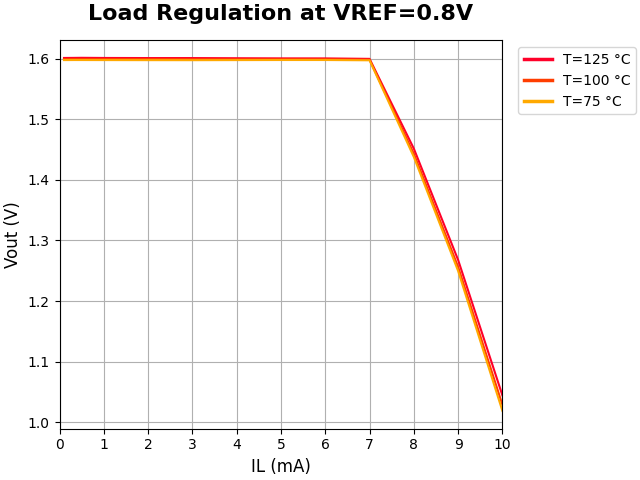 Load Regulation at VREF=0.8V
T=125 °C
T=100 °C
T=75 °C
Vout (V)
1.6
1.5
1.4
1.3
1.2
1.1
1.0
0 1 2 3 4 5 6 7 8 9 10
IL (mA)